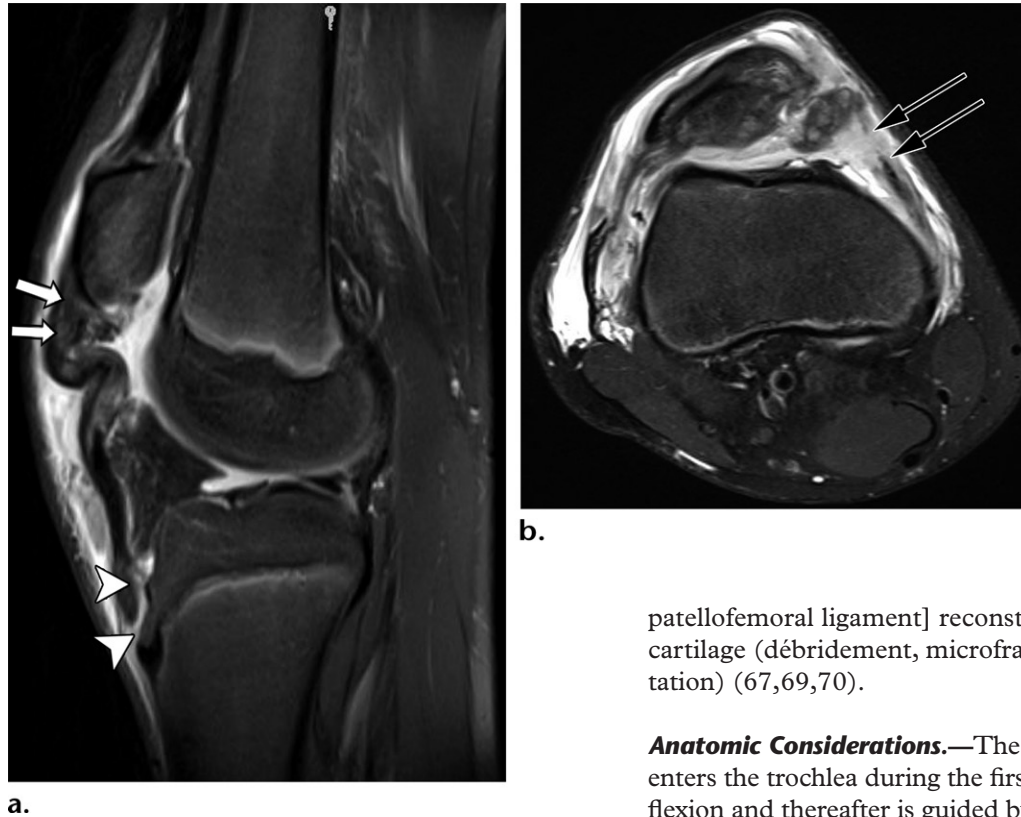 a.
b.
patellofemoral ligament] reconst
cartilage (débridement, microfra
tation) (67,69,70).
Anatomic Considerations.—The
enters the trochlea during the firs
flexion and thereafter is guided by